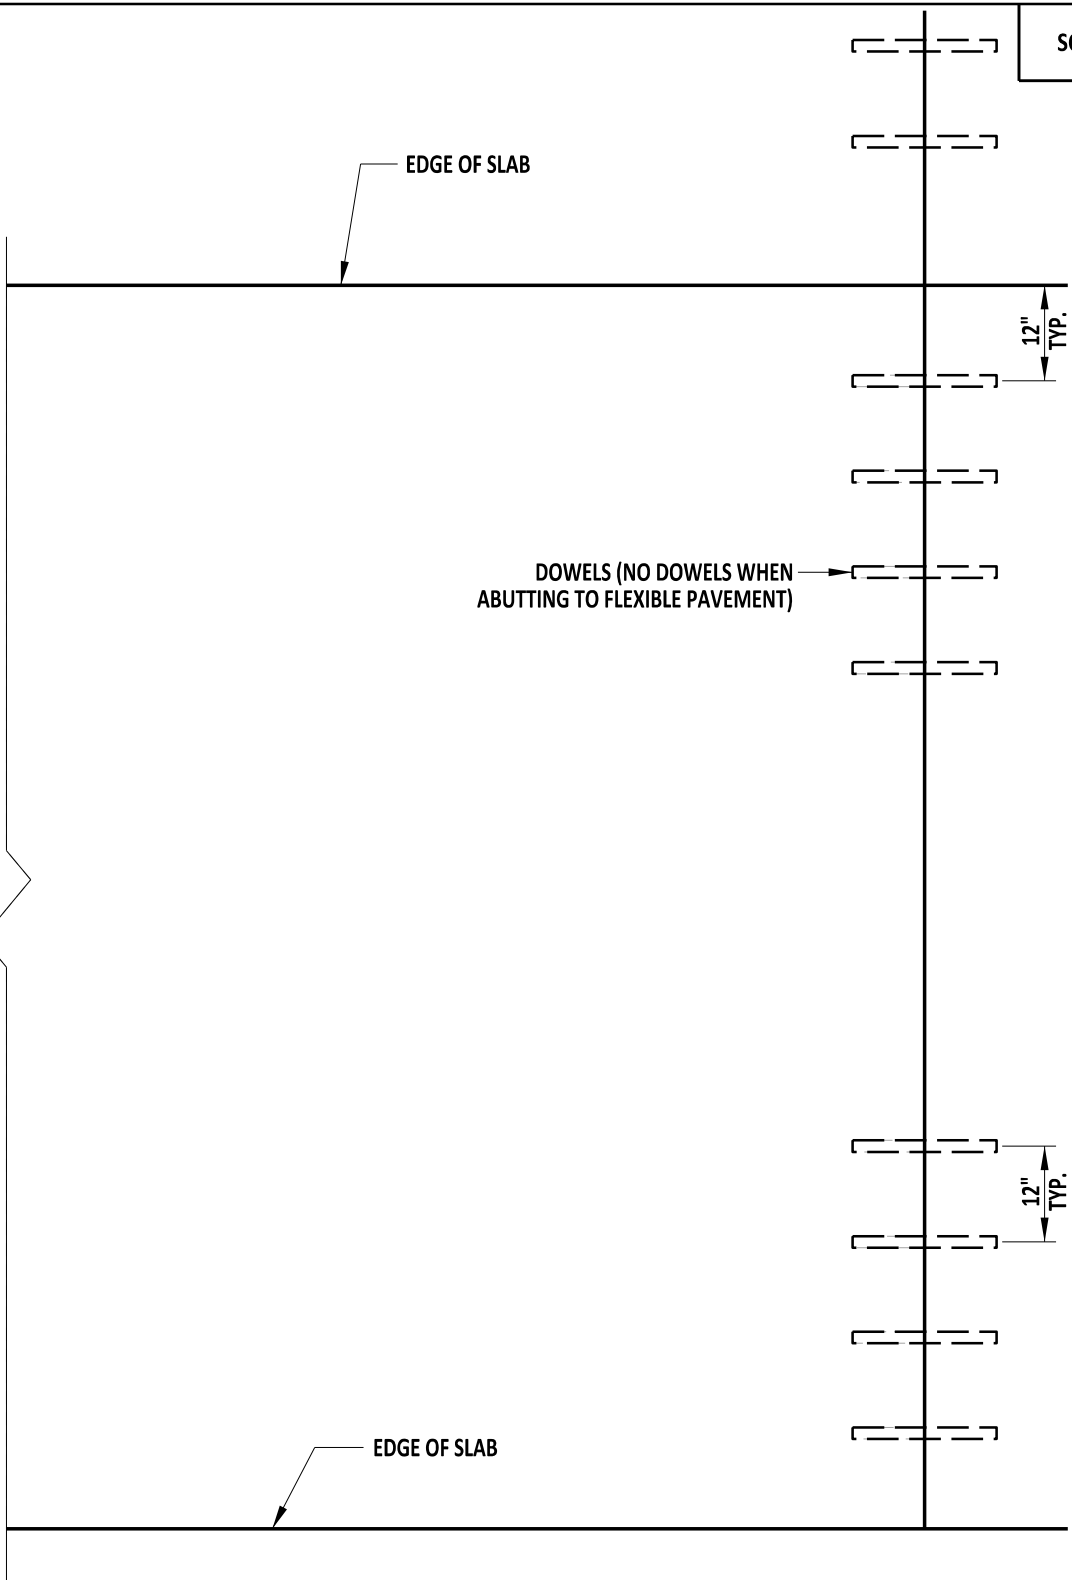 EDGE OF SLAB
12"
TYP.
DOWELS (NO DOWELS WHEN
ABUTTING TO FLEXIBLE PAVEMENT)
12"
TYP.
EDGE OF SLAB